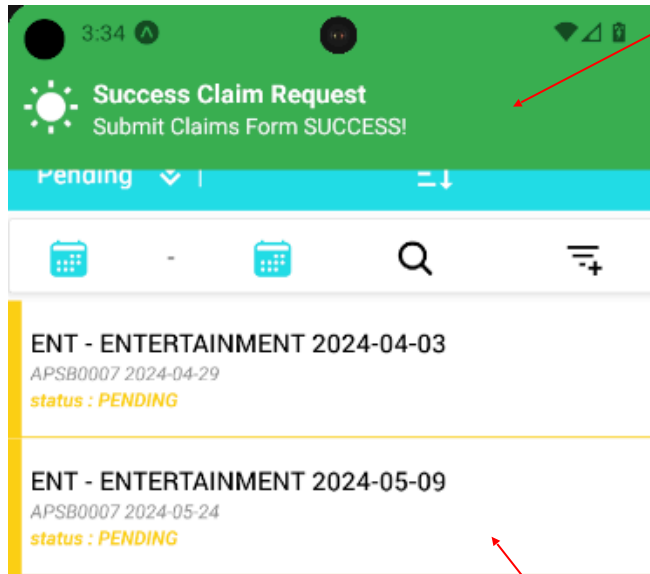 3:34
Success Claim Request
Submit Claims Form SUCCESS!
Pending
-
ENT - ENTERTAINMENT 2024-04-03
APSB0007 2024-04-29
status : PENDING
ENT - ENTERTAINMENT 2024-05-09
APSB0007 2024-05-24
status : PENDING